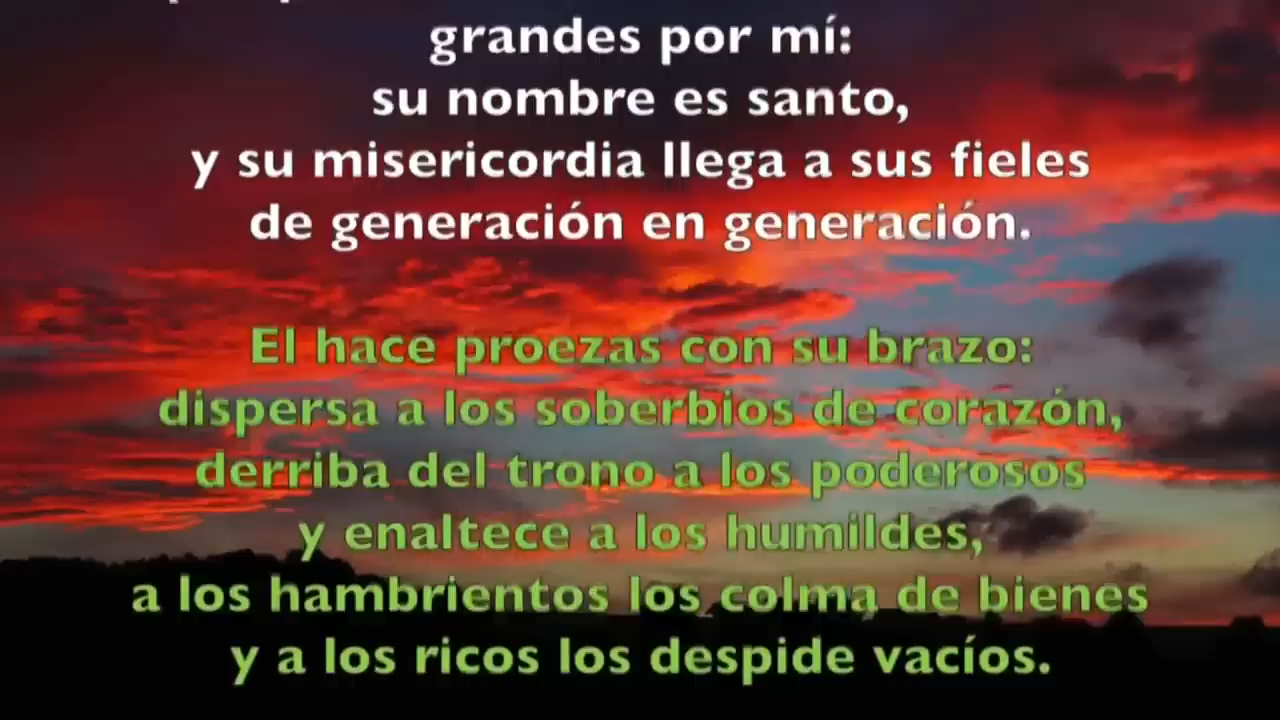 grandes por mí:
su nombre es santo,
y su misericordia llega a sus fieles
de generación en generación.
El hace proezas con su brazo:
dispersa a los soberbios de corazón,
derriba del trono a los poderosos
y enaltece a los humildes,
a los hambrientos los colma de bienes
y a los ricos los despide vacíos.